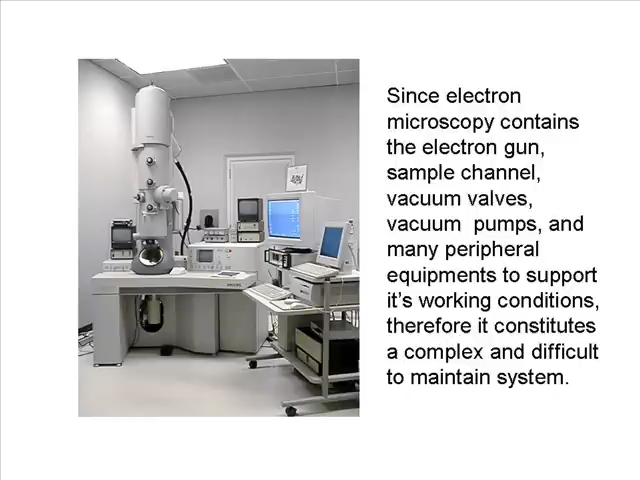 Since electron
microscopy contains
the electron gun,
sample channel,
vacuum valves,
vacuum  pumps, and
many peripheral
equipments to support
it's working conditions,
therefore it constitutes
a complex and difficult
to maintain system.